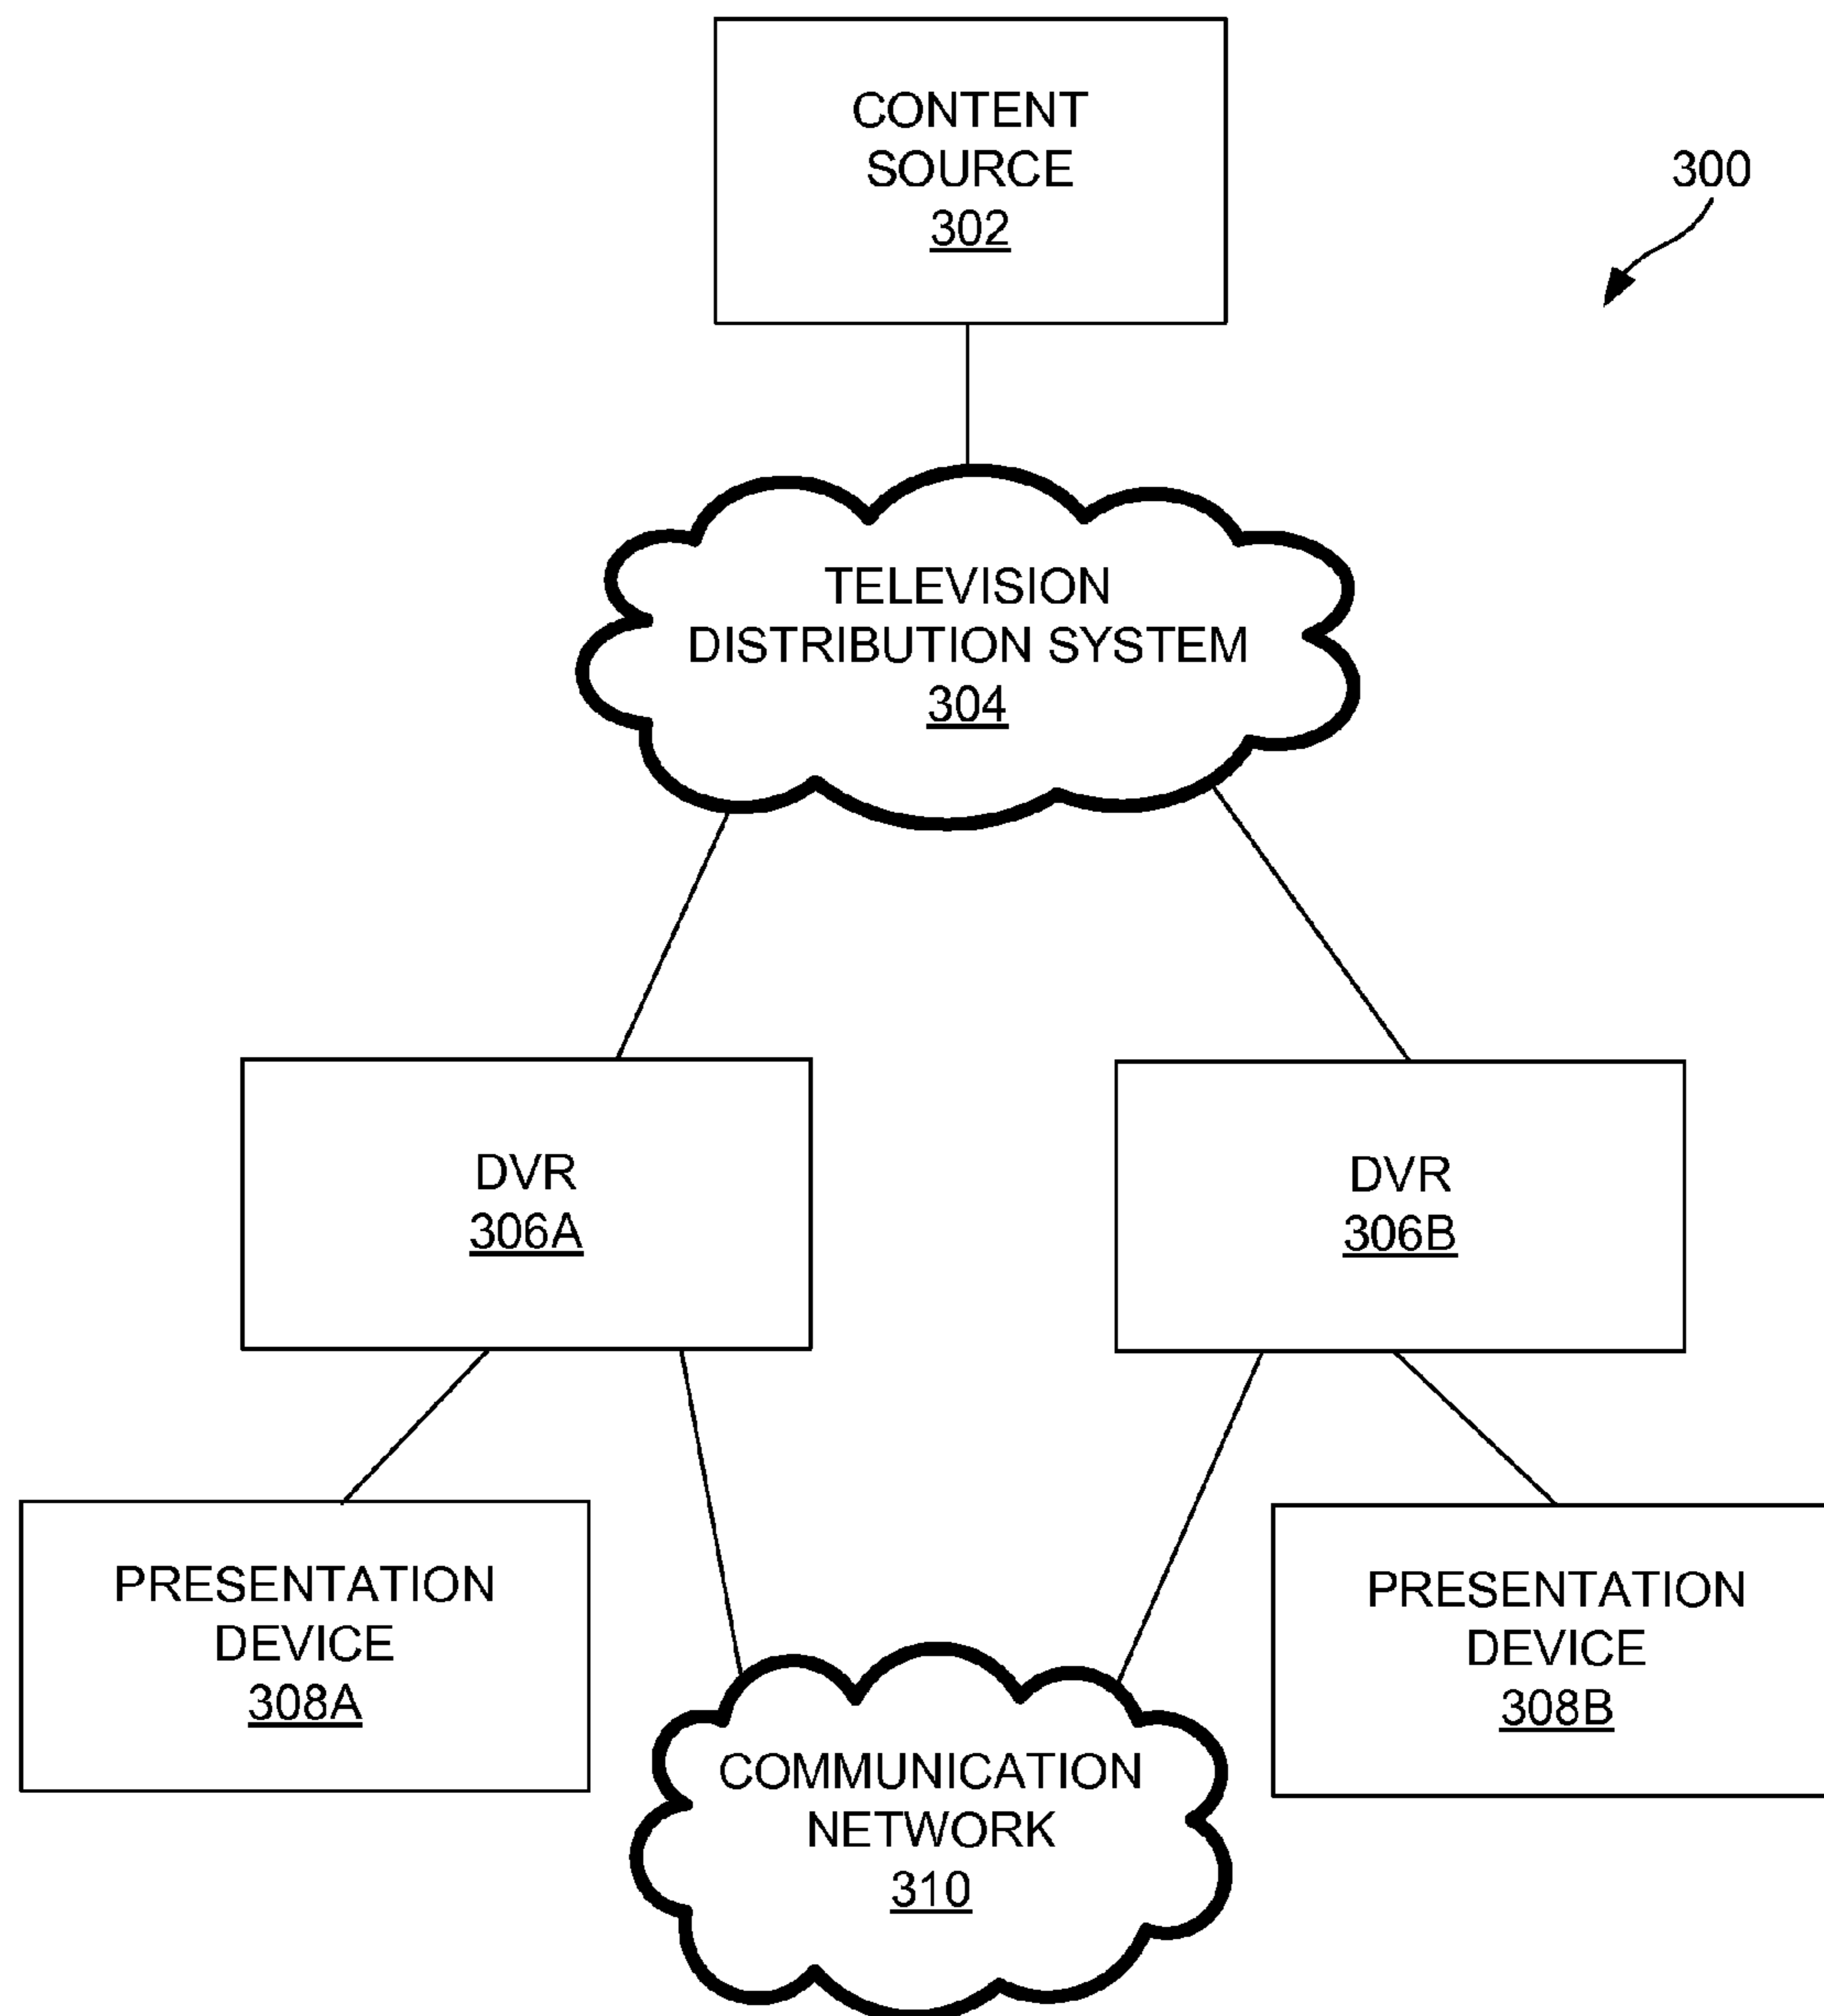 CONTENT
SOURCE
302
300
TELEVISION
DISTRIBUTION SYSTEM
304
DVR
306A
DVR
306B
PRESENTATION
DEVICE
308A
PRESENTATION
DEVICE
308B
COMMUNICATION
NETWORK
310